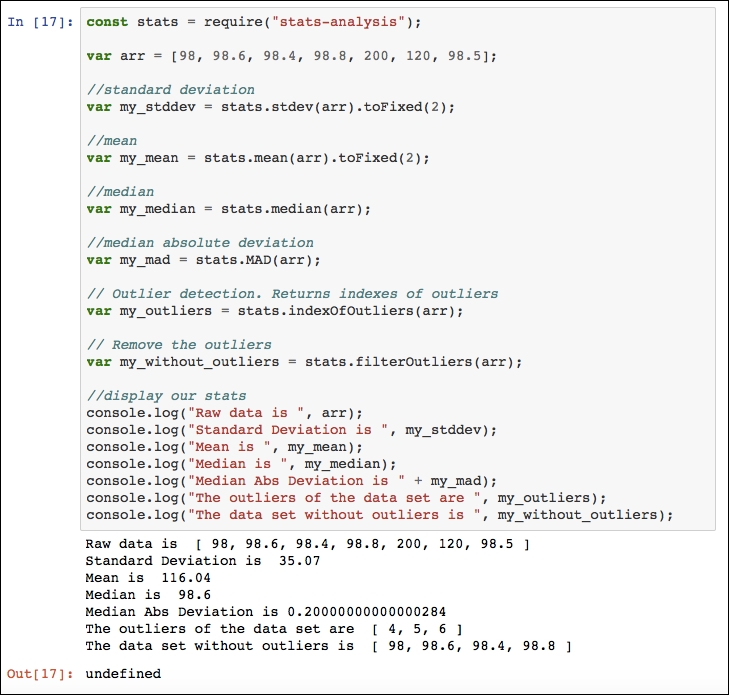 In [17]: const stats = require("stats-analysis");
var arr = [98, 98.6, 98.4, 98.8, 200, 120, 98.5];
//standard deviation
var my_stddev = stats.stdev(arr).toFixed(2);
//mean
var my_mean = stats.mean(arr).toFixed(2);
//median
var my_median = stats.median(arr);
//median absolute deviation
var my_mad = stats.MAD(arr);
// Outlier detection. Returns indexes of outliers
var my_outliers = stats.indexOfOutliers(arr);
// Remove the outliers
var my_without_outliers = stats.filterOutliers(arr);
//display our stats
console.log("Raw data is ", arr);
console.log("Standard Deviation is ", my_stddev);
console.log("Mean is ", my_mean);
console.log("Median is ", my_median);
console.log("Median Abs Deviation is " + my_mad);
console.log("The outliers of the data set are ", my_outliers);
console.log("The data set without outliers is ", my_without_outliers);
Raw data is  [ 98, 98.6, 98.4, 98.8, 200, 120, 98.5 ]
Standard Deviation is  35.07
Mean is  116.04
Median is  98.6
Median Abs Deviation is 0.20000000000000284
The outliers of the data set are  [ 4, 5, 6 ]
The data set without outliers is  [ 98, 98.6, 98.4, 98.8 ]
Out[17]: undefined